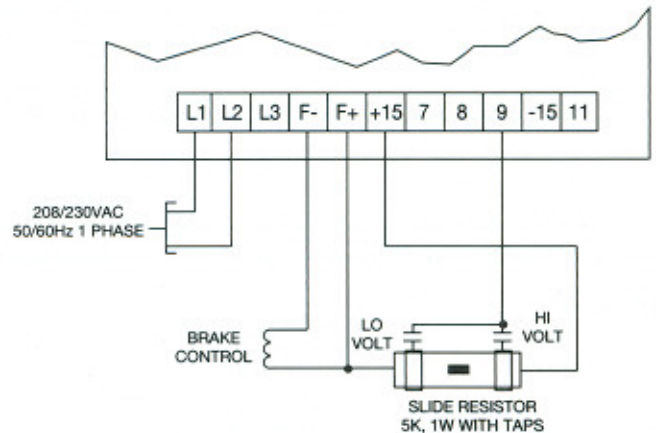 L1 L2 L3 F- F+ +15 7 8 9 -15 11
208/230VAC
50/60Hz 1 PHASE
BRAKE
CONTROL
LO
VOLT
HI
VOLT
SLIDE RESISTOR
5K, 1W WITH TAPS